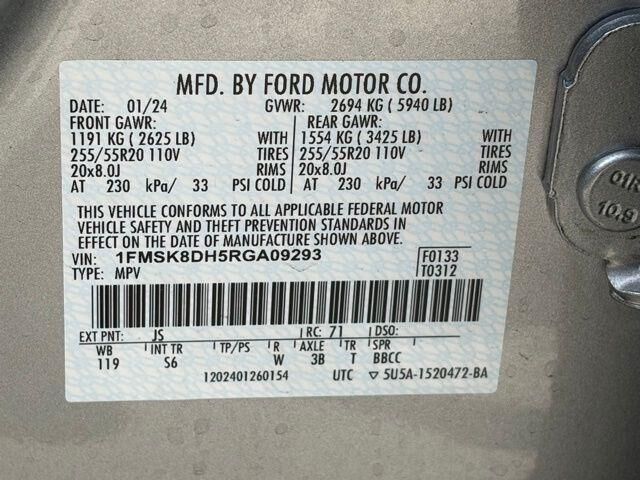 MFD. BY FORD MOTOR CO.
DATE: 01/24 GVWR: 2694 KG ( 5940 LB)
FRONT GAWR: REAR GAWR:
1191 KG ( 2625 LB) WITH 1554 KG ( 3425 LB) WITH
255/55R20 110V TIRES 255/55R20 110V TIRES
20x8.0J RIMS 20x8.0J RIMS
AT 230 kPa/ 33 PSI COLD AT 230 kPa/ 33 PSI COLD
THIS VEHICLE CONFORMS TO ALL APPLICABLE FEDERAL MOTOR
VEHICLE SAFETY AND THEFT PREVENTION STANDARDS IN
EFFECT ON THE DATE OF MANUFACTURE SHOWN ABOVE.
VIN: 1FMSK8DH5RGA09293 F0133
TYPE: MPV T0312
EXT PNT: JS RC: 71 DSO:
WB INT TR TP/PS R AXLE TR SPR
119 S6 W 3B T BBCC
1202401260154 UTC ▽ 5U5A-1520472-BA
10.9